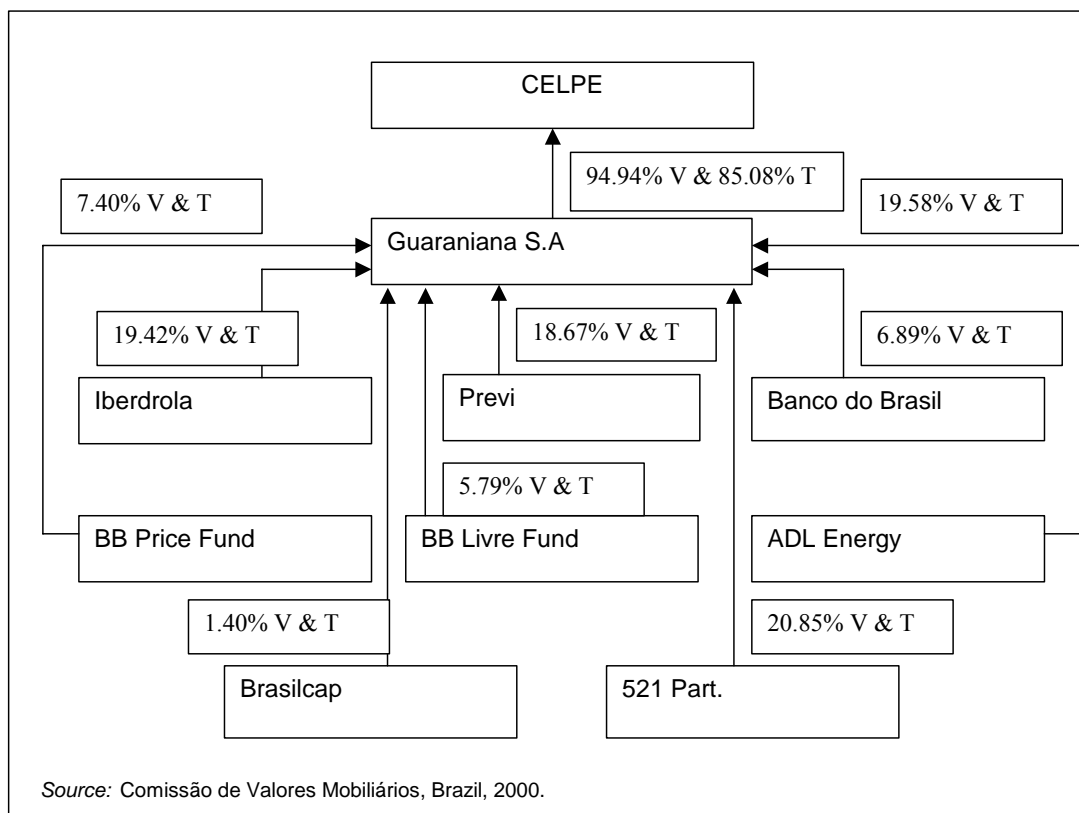 CELPE
94.94% V & 85.08% T
7.40% V & T
19.58% V & T
Guaraniana S.A
19.42% V & T
18.67% V & T
6.89% V & T
Iberdrola
Previ
Banco do Brasil
5.79% V & T
BB Price Fund
BB Livre Fund
ADL Energy
1.40% V & T
20.85% V & T
Brasilcap
521 Part.
Source: Comissão de Valores Mobiliários, Brazil, 2000.